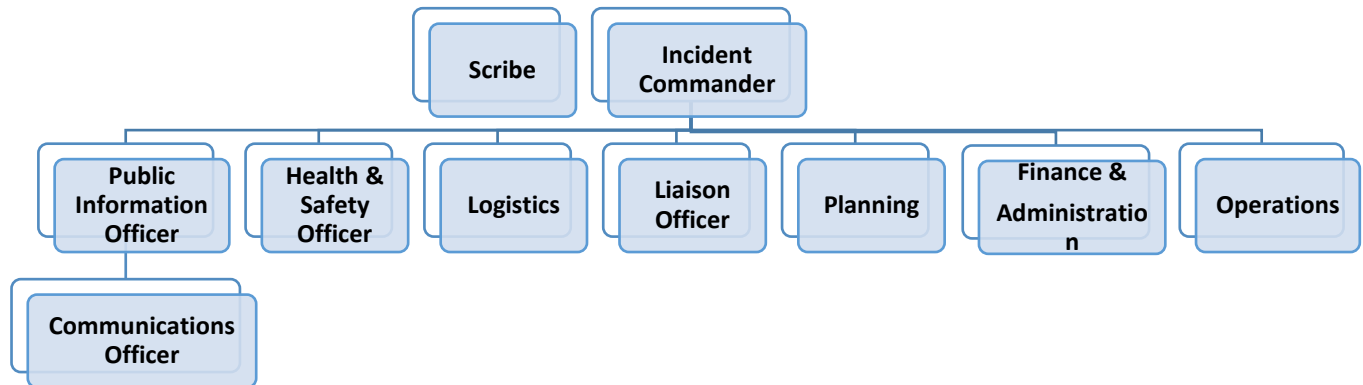 Scribe
Incident
Commander
Public
Information
Officer
Health &
Safety
Officer
Logistics
Liaison
Officer
Planning
Finance &
Administratio
n
Operations
Communications
Officer